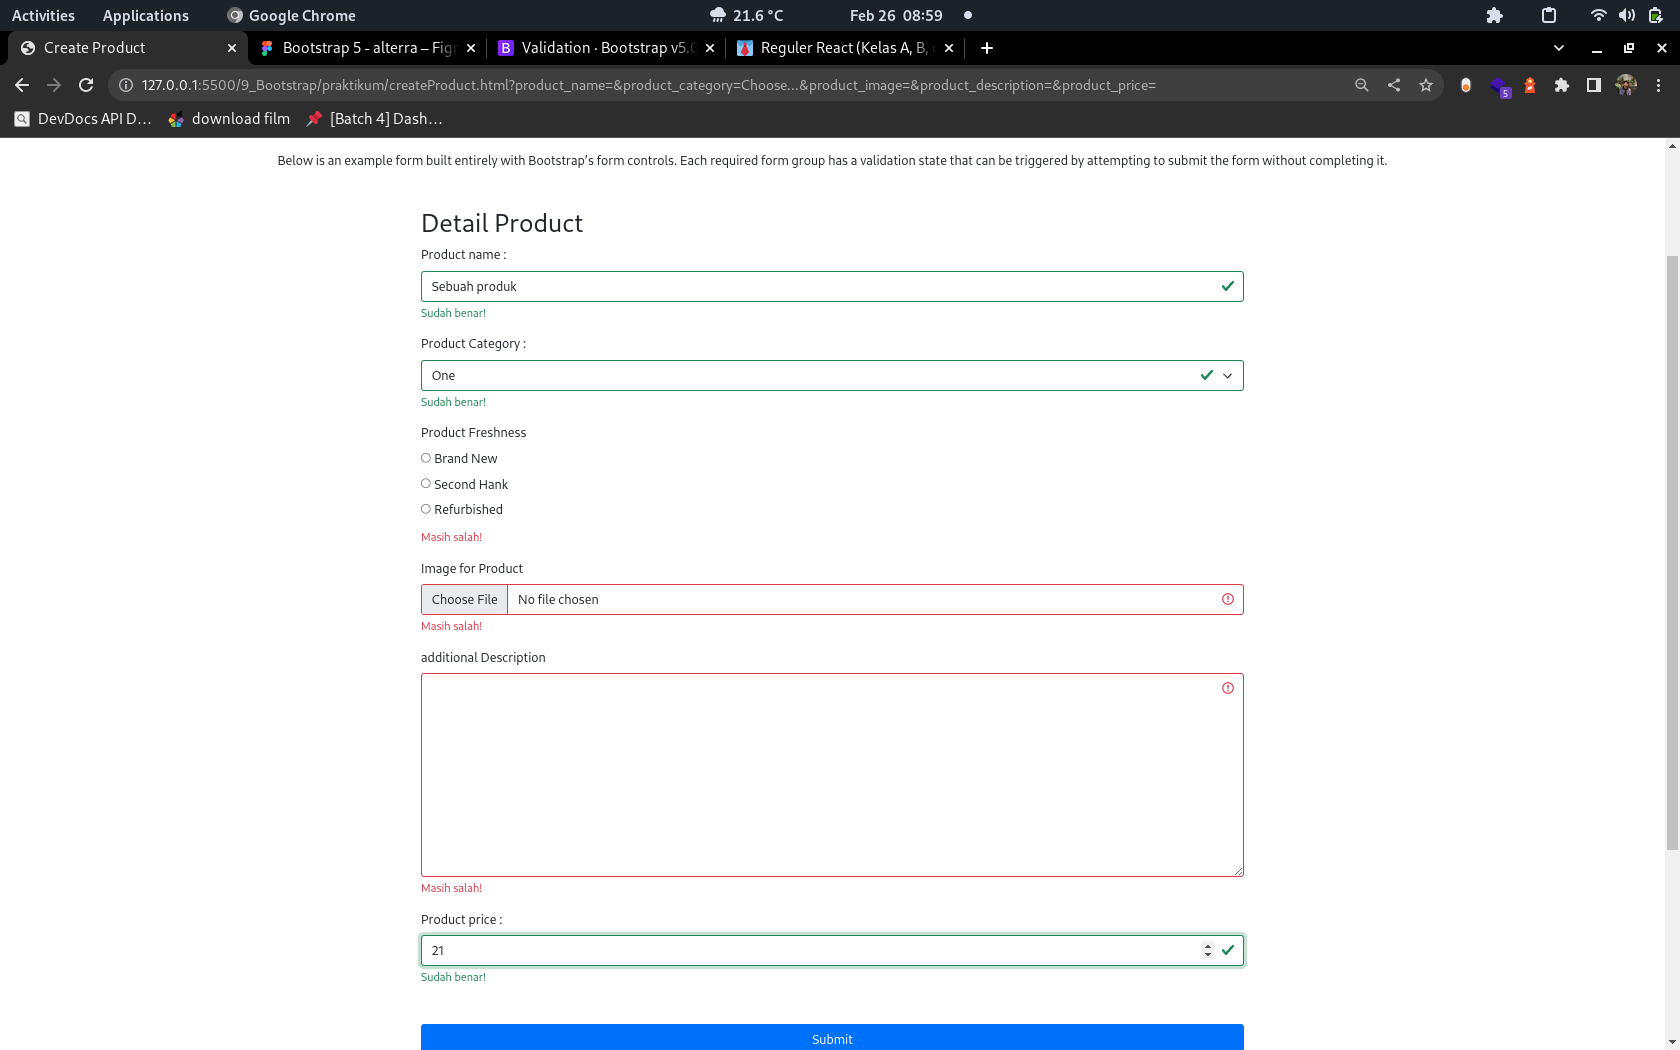 Activities Applications Google Chrome 21.6 °C Feb 26 08:59
Create Product Bootstrap 5 - alterra – Fig Validation · Bootstrap v5. Reguler React (Kelas A, B,
127.0.0.1:5500/9_Bootstrap/praktikum/createProduct.html?product_name=&product_category=Choose...&product_image=&product_description=&product_price=
5
DevDocs API D... download film [Batch 4] Dash...
Below is an example form built entirely with Bootstrap's form controls. Each required form group has a validation state that can be triggered by attempting to submit the form without completing it.
Detail Product
Product name :
Sebuah produk
Sudah benar!
Product Category :
One
Sudah benar!
Product Freshness
Brand New
Second Hank
Refurbished
Masih salah!
Image for Product
Choose File No file chosen
Masih salah!
additional Description
Masih salah!
Product price :
21
Sudah benar!
Submit